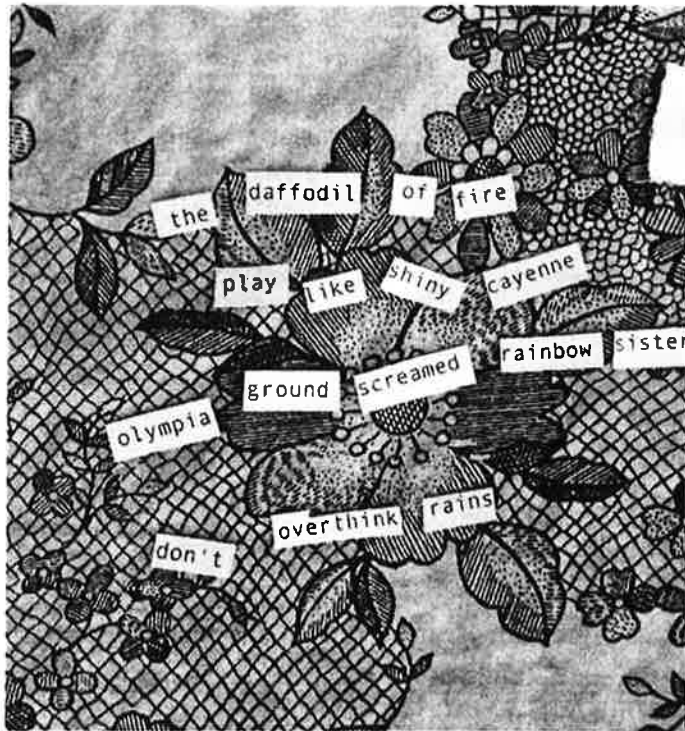 the daffodil of fire
play like shiny cayenne
rainbow sister
ground screamed
olympia
overthink rains
don't